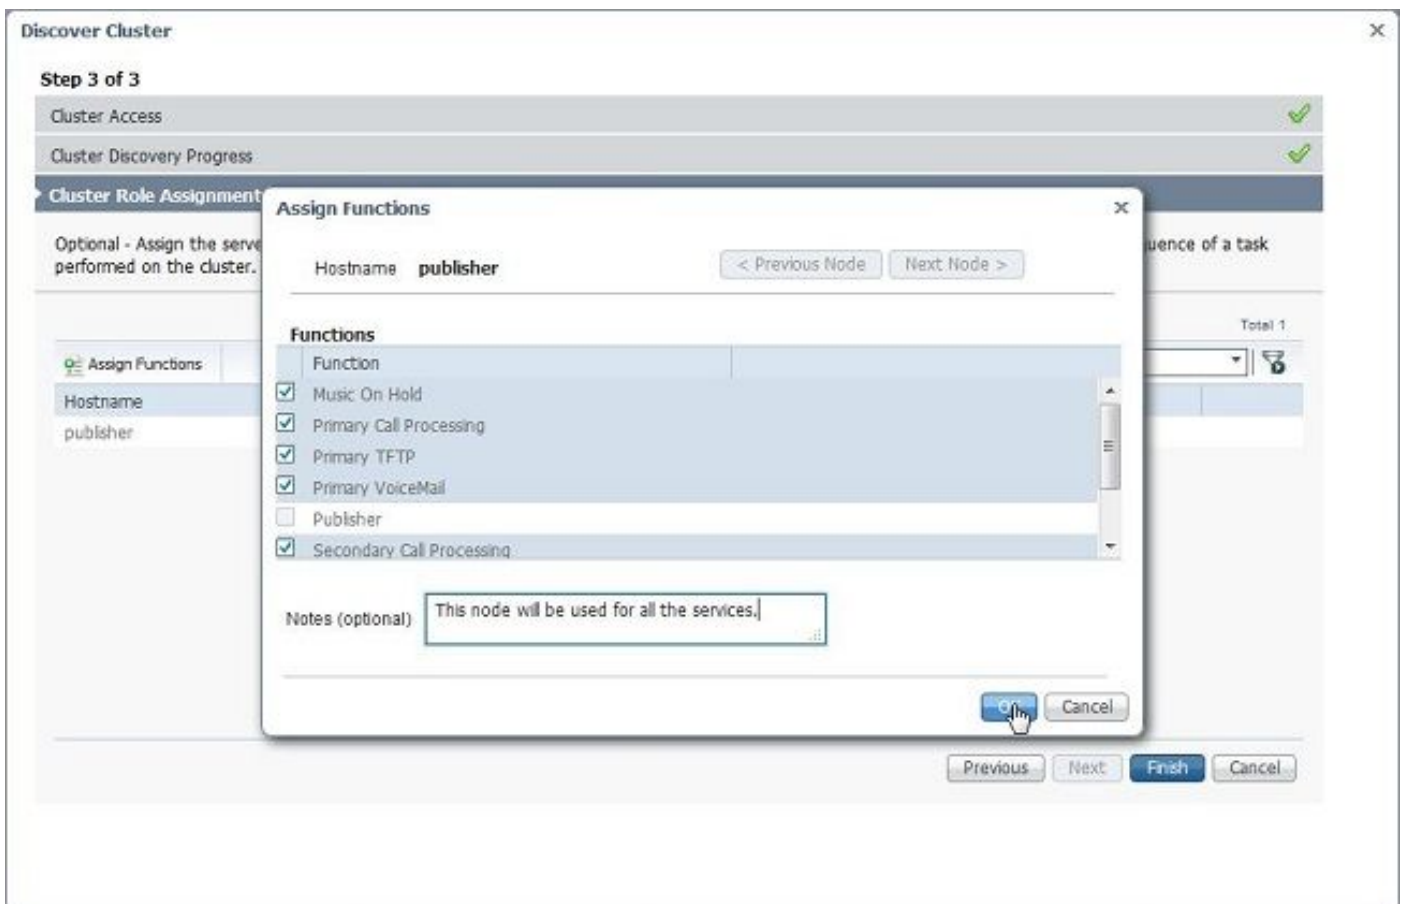 Discover Cluster
Step 3 of 3
Cluster Access
Cluster Discovery Progress
Cluster Role Assignment
Optional - Assign the serve
uence of a task
performed on the cluster.
Total 1
Assign Functions
Hostname
publisher
Assign Functions
Hostname publisher
< Previous Node
Next Node >
Functions
Function
Music On Hold
Primary Call Processing
Primary TFTP
Primary VoiceMail
Publisher
Secondary Call Processing
Notes (optional)
This node will be used for all the services.
Cancel
Previous
Next
Finish
Cancel